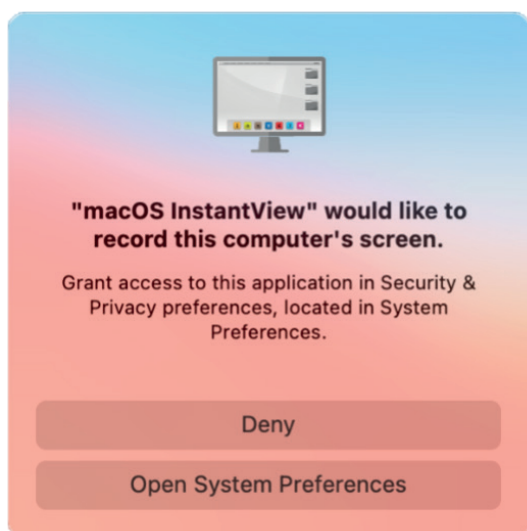 "macOS InstantView" would like to
record this computer's screen.
Grant access to this application in Security &
Privacy preferences, located in System
Preferences.
Deny
Open System Preferences